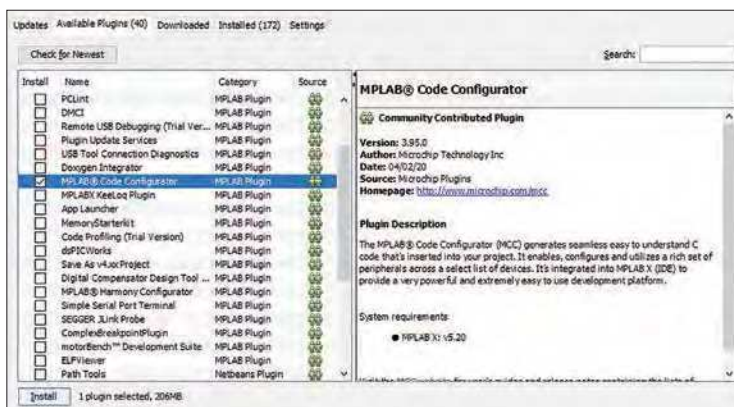 Updates Available Plugins (40) Downloaded Installed (172) Settings
Check for Newest
Search:
Install Name Category Source
PCLint MPLAB Plugin
DMCI MPLAB Plugin
Remote USB Debugging (Trial Ver... MPLAB Plugin
Plugin Update Services MPLAB Plugin
USB Tool Connection Diagnostics MPLAB Plugin
Doxygen Integrator MPLAB Plugin
MPLAB® Code Configurator MPLAB Plugin
MPLABX KeeLoq Plugin MPLAB Plugin
App Launcher MPLAB Plugin
MemoryStarterkit MPLAB Plugin
Code Profiling (Trial Version) MPLAB Plugin
dsPICWorks MPLAB Plugin
Save As v4.xx Project MPLAB Plugin
Digital Compensator Design Tool ... MPLAB Plugin
MPLAB® Harmony Configurator MPLAB Plugin
Simple Serial Port Terminal MPLAB Plugin
SEGGER JLink Probe MPLAB Plugin
ComplexBreakpointPlugin MPLAB Plugin
motorBench™ Development Suite MPLAB Plugin
ELFViewer MPLAB Plugin
Path Tools Netbeans Plugin
Install 1 plugin selected, 206MB
MPLAB® Code Configurator
Community Contributed Plugin
Version: 3.95.0
Author: Microchip Technology Inc
Date: 04/02/20
Source: Microchip Plugins
Homepage: http://www.microchip.com/mcc
Plugin Description
The MPLAB® Code Configurator (MCC) generates seamless easy to understand C
code that's inserted into your project. It enables, configures and utilizes a rich set of
peripherals across a select list of devices. It's integrated into MPLAB X (IDE) to
provide a very powerful and extremely easy to use development platform.
System requirements:
● MPLAB X: v5.20